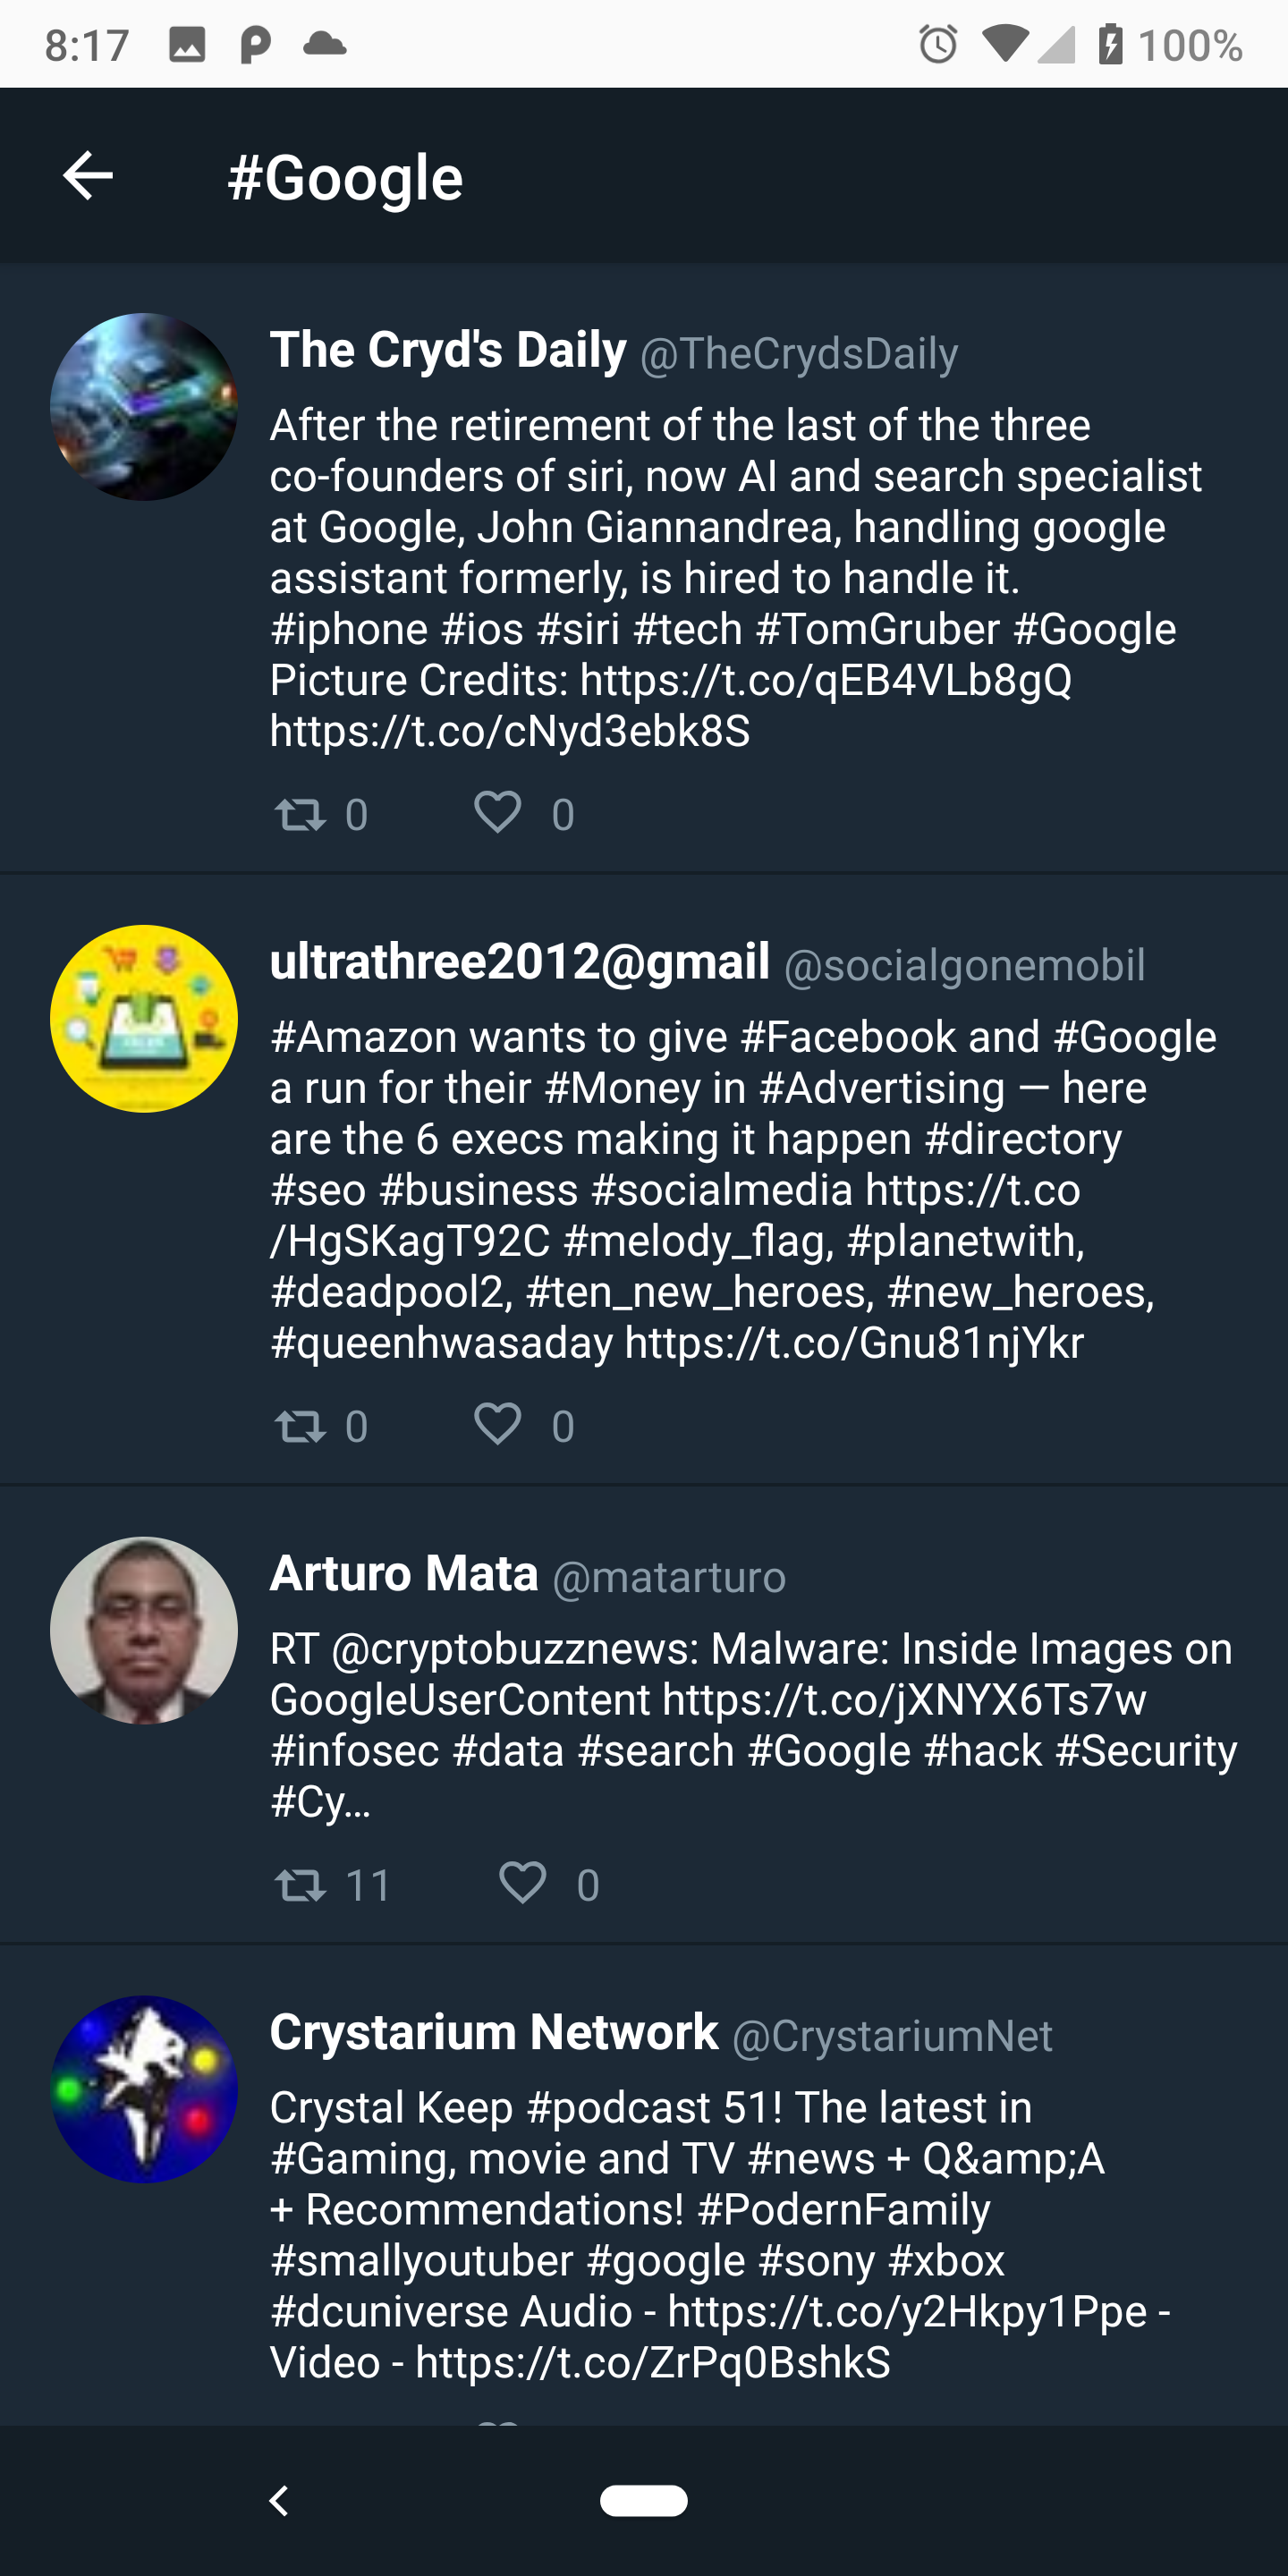 8:17 100%
#Google
The Cryd's Daily @TheCrydsDaily
After the retirement of the last of the three
co-founders of siri, now AI and search specialist
at Google, John Giannandrea, handling google
assistant formerly, is hired to handle it.
#iphone #ios #siri #tech #TomGruber #Google
Picture Credits: https://t.co/qEB4VLb8gQ
https://t.co/cNyd3ebk8S
0 0
ultrathree2012@gmail @socialgonemobil
#Amazon wants to give #Facebook and #Google
a run for their #Money in #Advertising — here
are the 6 execs making it happen #directory
#seo #business #socialmedia https://t.co
/HgSKagT92C #melody_flag, #planetwith,
#deadpool2, #ten_new_heroes, #new_heroes,
#queenhwasaday https://t.co/Gnu81njYkr
0 0
Arturo Mata @matarturo
RT @cryptobuzznews: Malware: Inside Images on
GoogleUserContent https://t.co/jXNYX6Ts7w
#infosec #data #search #Google #hack #Security
#Cy…
11 0
Crystarium Network @CrystariumNet
Crystal Keep #podcast 51! The latest in
#Gaming, movie and TV #news + Q&amp;A
+ Recommendations! #PodernFamily
#smallyoutuber #google #sony #xbox
#dcuniverse Audio - https://t.co/y2Hkpy1Ppe -
Video - https://t.co/ZrPq0BshkS